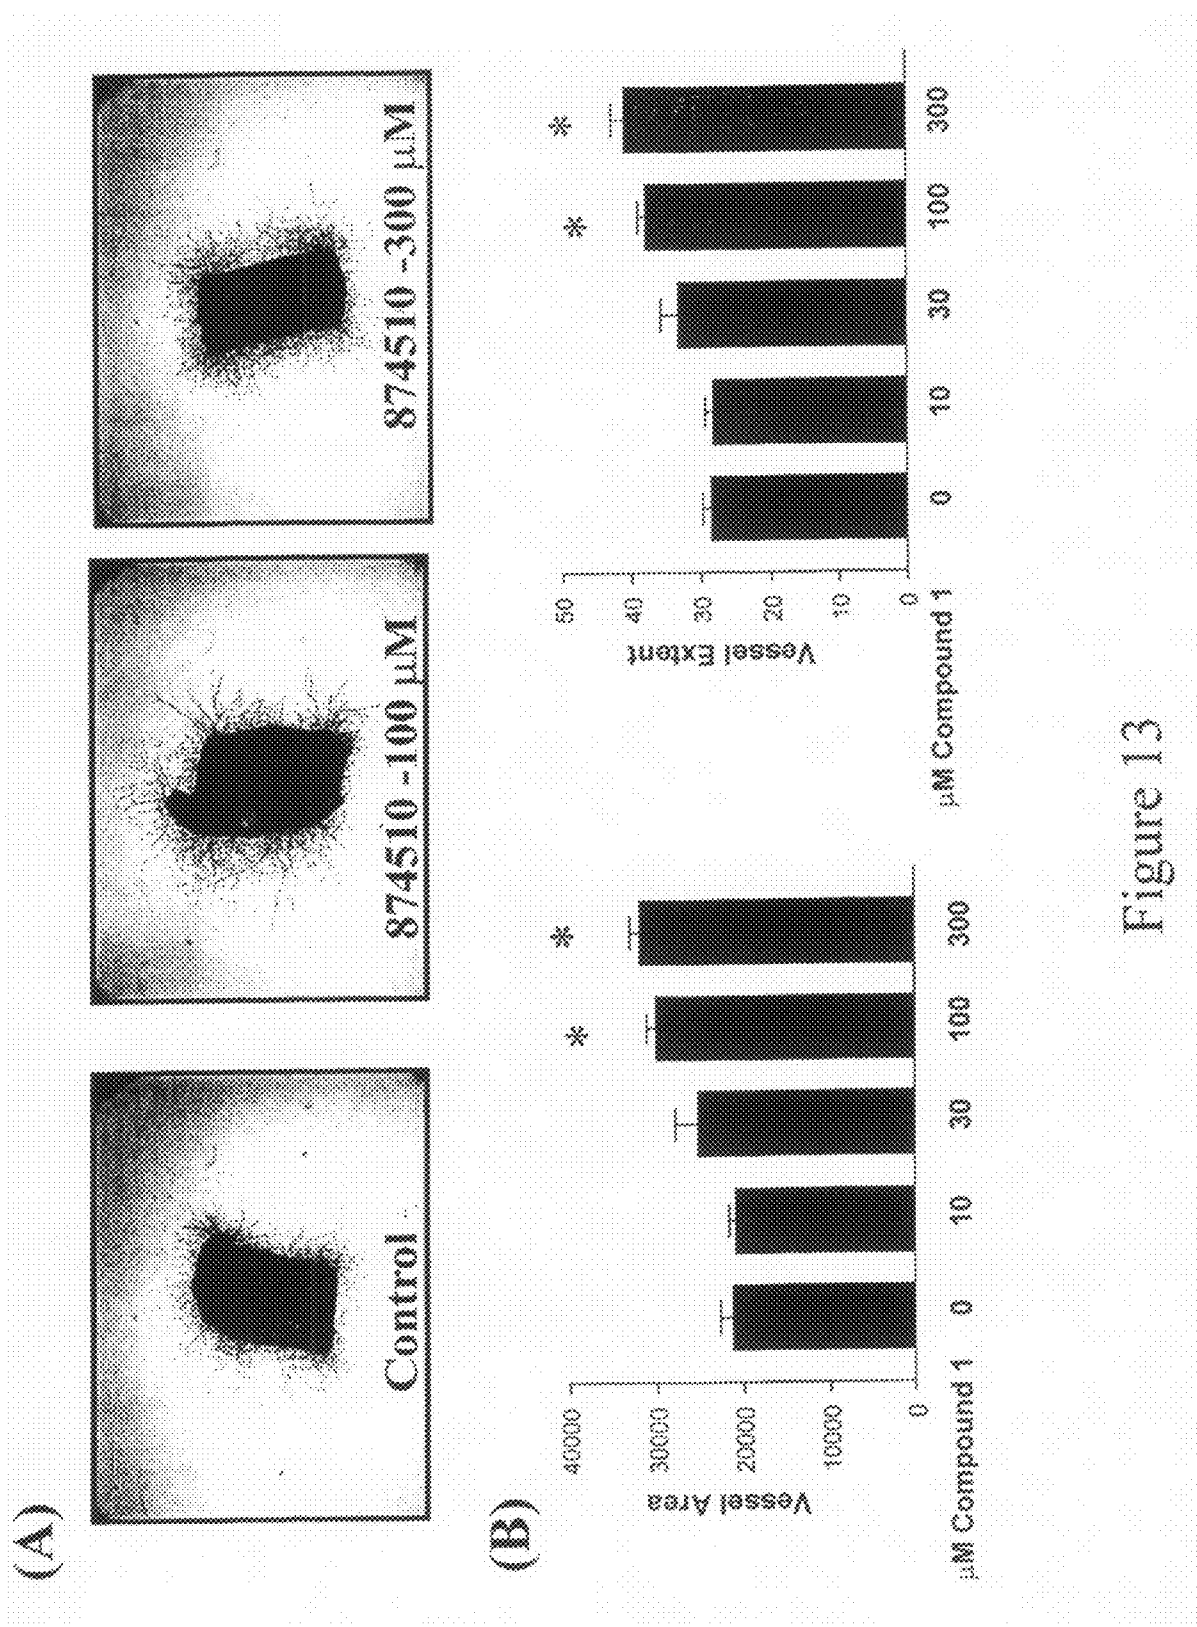 (A)
Control
874510 -100 µM
874510 -300 µM
(B)
Vessel Area
40000
30000
20000
10000
0
*
*
0 10 30 100 300
µM Compound 1
Vessel Extent
50
40
30
20
10
0
*
*
0 10 30 100 300
µM Compound 1
Figure 13